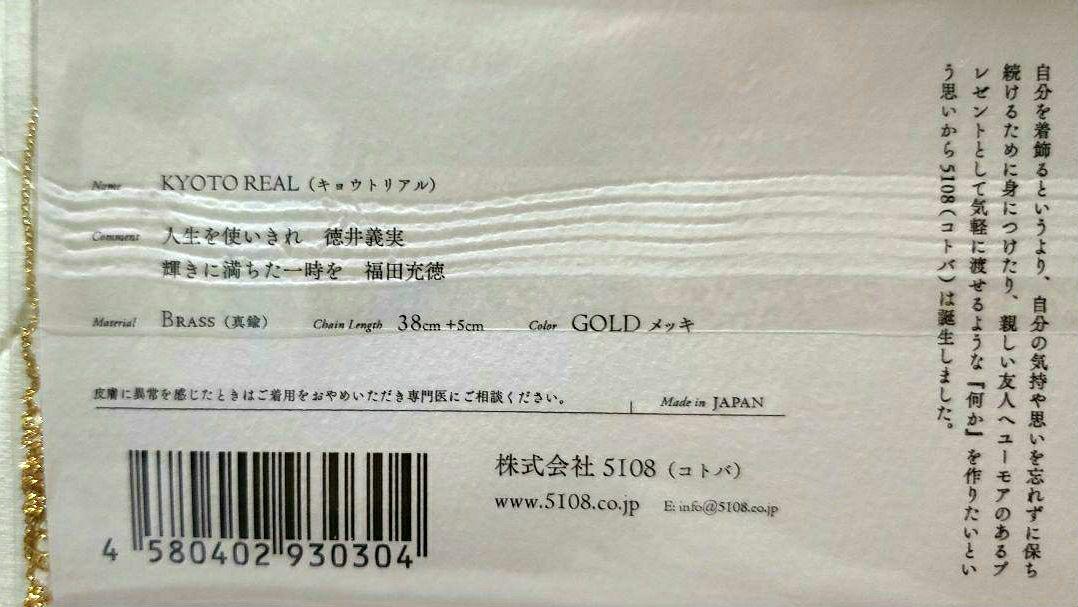 Name KYOTO REAL（キョウトリアル）
Comment 人生を使いきれ　徳井義実
輝きに満ちた一時を　福田充徳
Material BRASS（真鍮） Chain Length 38cm +5cm Color GOLD メッキ
皮膚に異常を感じたときはご着用をおやめいただき専門医にご相談ください。
Made in JAPAN
株式会社 5108（コトバ）
www.5108.co.jp E: info@5108.co.jp
4 580402 930304
自分を着飾るというより、自分の気持や思いを忘れずに保ち
続けるために身につけたり、親しい友人へユーモアのあるプ
レゼントとして気軽に渡せるような『何か』を作りたいとい
う思いから5108（コトバ）は誕生しました。